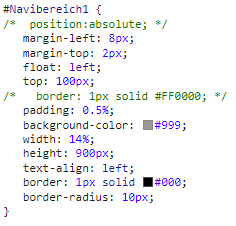 #Navibereich1 {
/*  position:absolute; */
   margin-left: 8px;
   margin-top: 2px;
   float: left;
   top: 100px;
/*   border: 1px solid #FF0000; */
   padding: 0.5%;
   background-color: #999;
   width: 14%;
   height: 900px;
   text-align: left;
   border: 1px solid #000;
   border-radius: 10px;
}